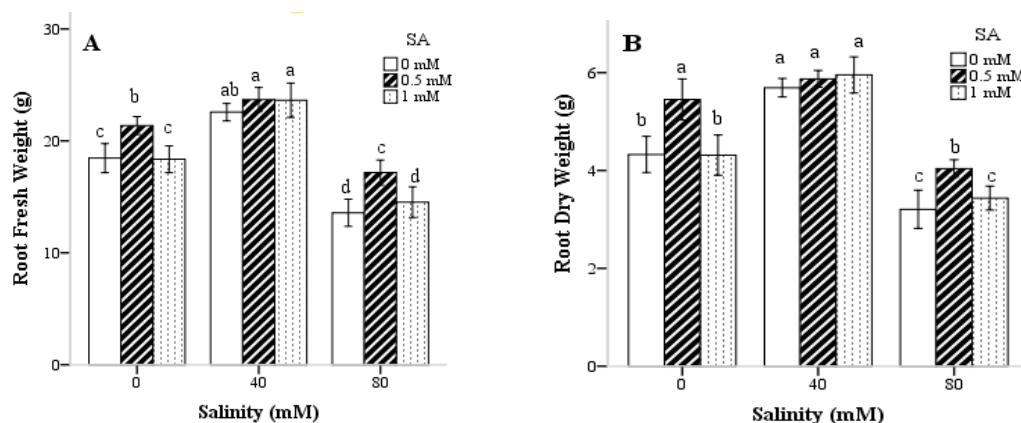 A
SA
0 mM
0.5 mM
1 mM
Root Fresh Weight (g)
30
20
10
0
c b c
ab a a
d c d
0 40 80
Salinity (mM)
B
SA
0 mM
0.5 mM
1 mM
Root Dry Weight (g)
6
4
2
0
b a b
a a a
c b c
0 40 80
Salinity (mM)